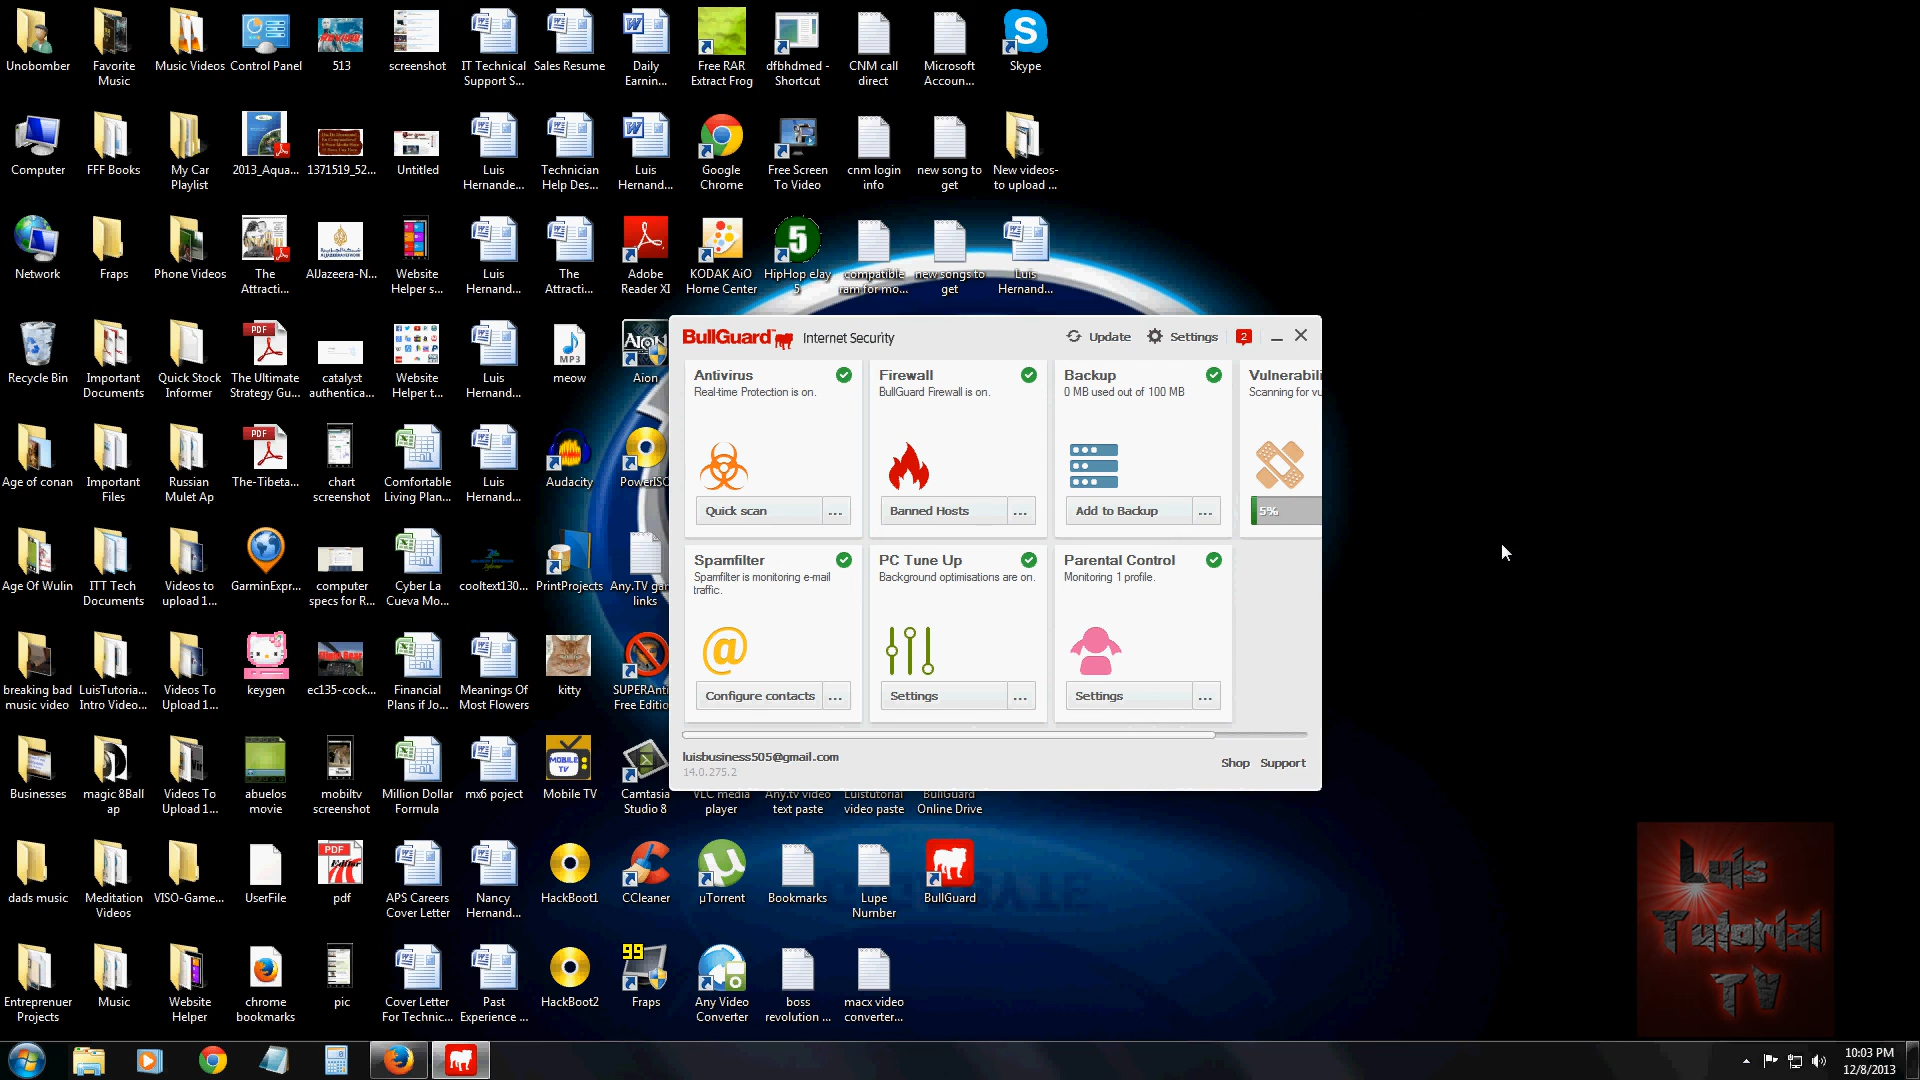 Unobomber
Favorite Music
Music Videos
Control Panel
513
screenshot
IT Technical Support S...
Sales Resume
Daily Earnin...
Free RAR Extract Frog
dfbhdmed - Shortcut
CNM call direct
Microsoft Accoun...
Skype
Computer
FFF Books
My Car Playlist
2013_Aqua...
1371519_52...
Untitled
Luis Hernande...
Technician Help Des...
Luis Hernand...
Google Chrome
Free Screen To Video
cnm login info
new song to get
New videos- to upload ...
Network
Fraps
Phone Videos
The Attracti...
AlJazeera-N...
Website Helper s...
Luis Hernand...
The Attracti...
Adobe Reader XI
KODAK AiO Home Center
HipHop eJay 5
compatible ram for mo...
new songs to get
Luis Hernand...
Recycle Bin
Important Documents
Quick Stock Informer
The Ultimate Strategy Gu...
catalyst authentica...
Website Helper t...
Luis Hernand...
meow
Aion
Age of conan
Important Files
Russian Mulet Ap
The-Tibeta...
chart screenshot
Comfortable Living Plan...
Luis Hernand...
Audacity
PowerISO
Age Of Wulin
ITT Tech Documents
Videos to upload 1...
GarminExpr...
computer specs for R...
Cyber La Cueva Mo...
cooltext130...
PrintProjects
Any.TV ga links
breaking bad music video
LuisTutoria... Intro Video...
Videos To Upload 1...
keygen
ec135-cock...
Financial Plans if Jo...
Meanings Of Most Flowers
kitty
SUPERAnti Free Editio
Businesses
magic 8Ball ap
Videos To Upload 1...
abuelos movie
mobiltv screenshot
Million Dollar Formula
mx6 poject
Mobile TV
Camtasia Studio 8
VLC media player
Any.tv video text paste
Luistutorial video paste
BullGuard Online Drive
dads music
Meditation Videos
VISO-Game...
UserFile
pdf
APS Careers Cover Letter
Nancy Hernand...
HackBoot1
CCleaner
µTorrent
Bookmarks
Lupe Number
BullGuard
Entreprenuer Projects
Music
Website Helper
chrome bookmarks
pic
Cover Letter For Technic...
Past Experience ...
HackBoot2
Fraps
Any Video Converter
boss revolution ...
macx video converter...
BullGuard Internet Security
Update
Settings
2
Antivirus
Real-time Protection is on.
Quick scan
...
Firewall
BullGuard Firewall is on.
Banned Hosts
...
Backup
0 MB used out of 100 MB
Add to Backup
...
Vulnerabili
Scanning for vu
5%
Spamfilter
Spamfilter is monitoring e-mail
traffic.
Configure contacts
...
PC Tune Up
Background optimisations are on.
Settings
...
Parental Control
Monitoring 1 profile.
Settings
...
luisbusiness505@gmail.com
14.0.275.2
Shop
Support
Luis
Tutorial
TV
10:03 PM
12/8/2013